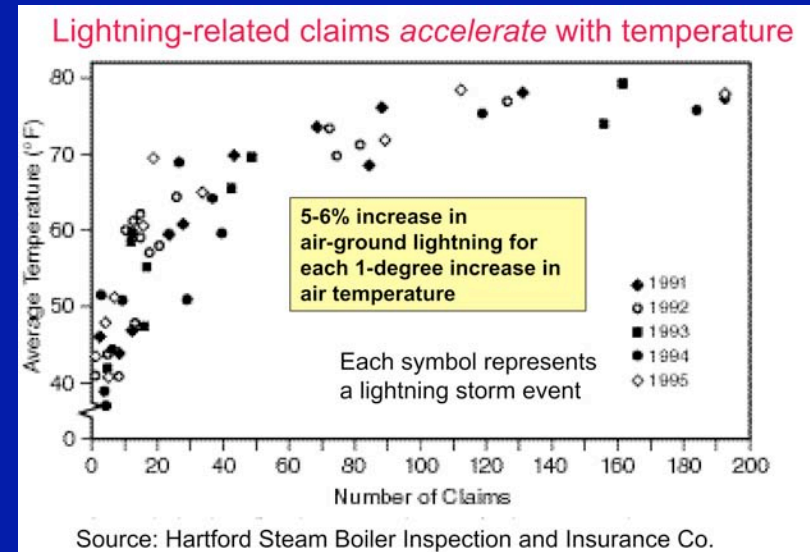 Lightning-related claims accelerate with temperature
80
70
60
50
40
0
Average Temperature (°F)
5-6% increase in
air-ground lightning for
each 1-degree increase in
air temperature
1991
1992
1993
1994
1995
Each symbol represents
a lightning storm event
0 20 40 60 80 100 120 140 160 180 200
Number of Claims
Source: Hartford Steam Boiler Inspection and Insurance Co.